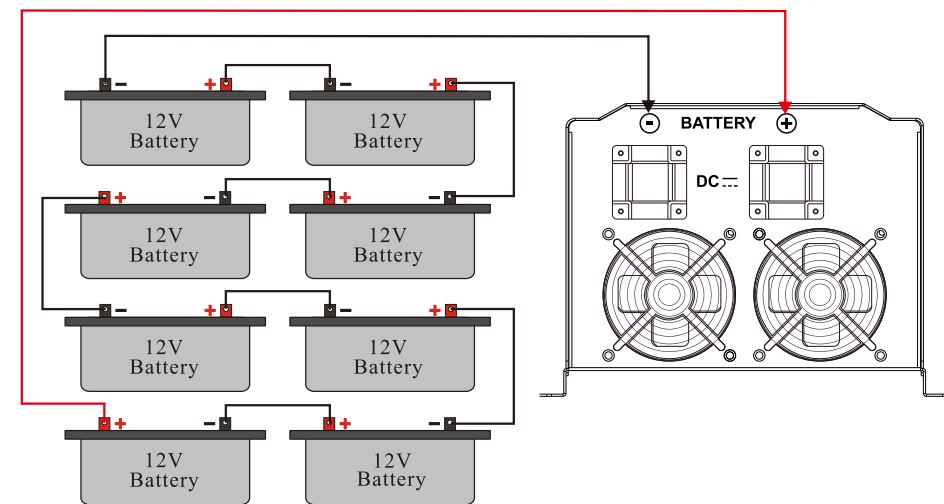 - +
- +
- BATTERY +
12V
Battery
12V
Battery
DC
+ -
+ -
12V
Battery
12V
Battery
- +
- +
12V
Battery
12V
Battery
+ -
+ -
12V
Battery
12V
Battery